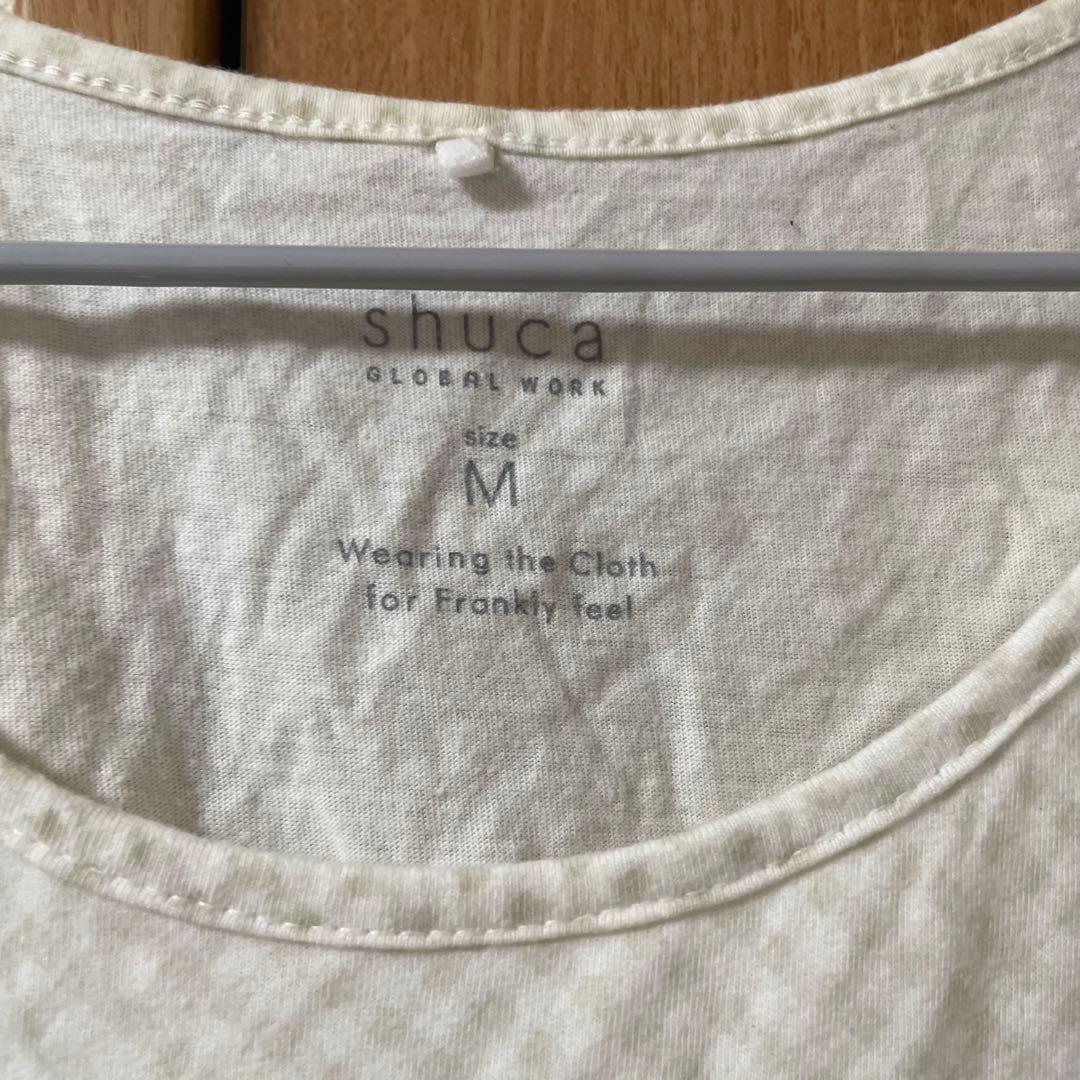 shuca
GLOBAL WORK
size
M
Wearing the Cloth
for Frankly feel